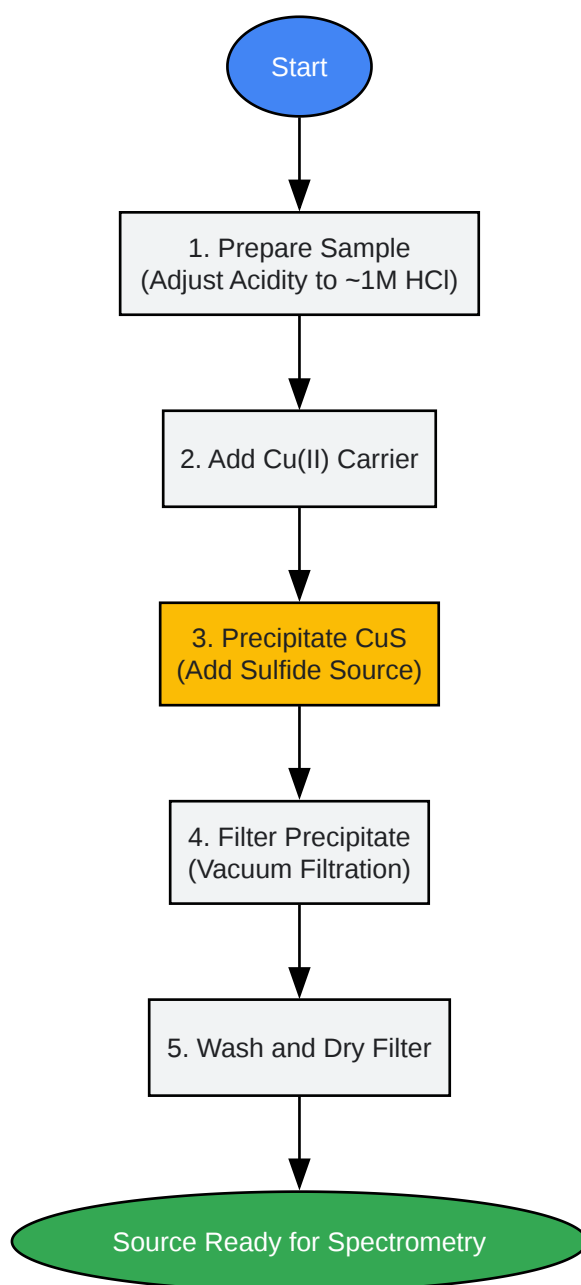 Start
1. Prepare Sample
(Adjust Acidity to ~1M HCl)
2. Add Cu(II) Carrier
3. Precipitate CuS
(Add Sulfide Source)
4. Filter Precipitate
(Vacuum Filtration)
5. Wash and Dry Filter
Source Ready for Spectrometry